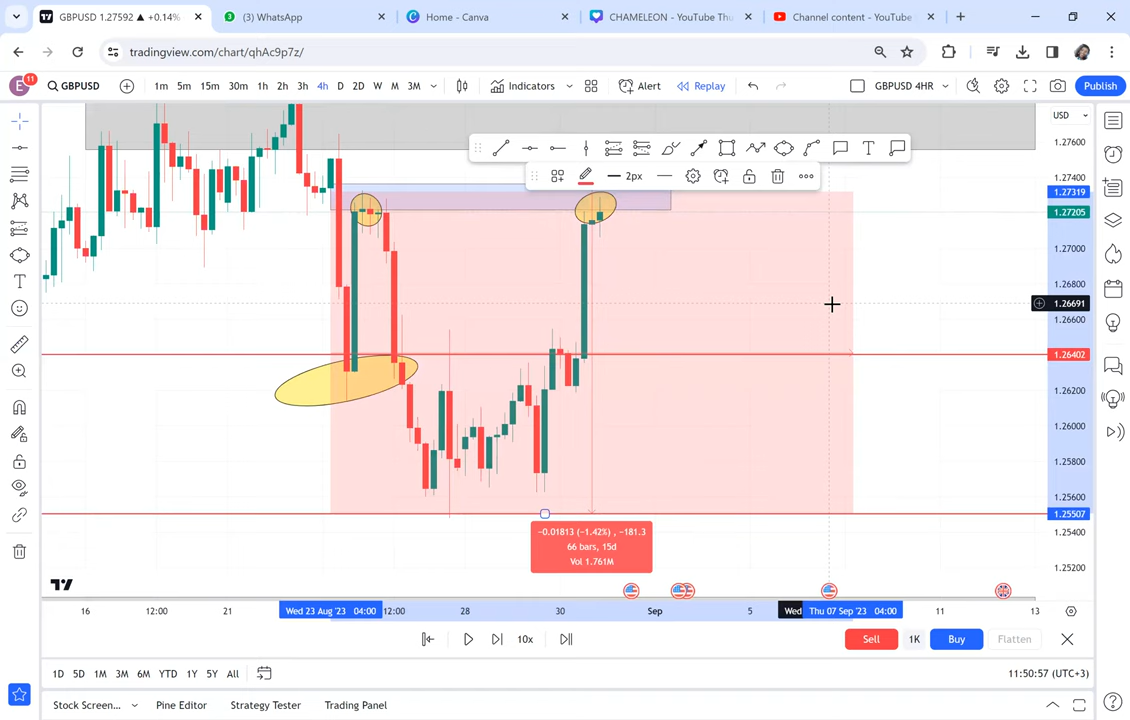 GBPUSD 1.27592 ▲ +0.14%
(3) WhatsApp
Home - Canva
CHAMELEON - YouTube Thu
Channel content - YouTube
tradingview.com/chart/qhAc9p7z/
E 11
GBPUSD
1m 5m 15m 30m 1h 2h 3h 4h D 2D W M 3M
Indicators
Alert
Replay
GBPUSD 4HR
Publish
USD
2px
1.27600
1.27400
1.27319
1.27205
1.27000
1.26800
1.26691
1.26600
1.26402
1.26200
1.26000
1.25800
1.25600
1.25507
1.25400
1.25200
-0.01813 (-1.42%) , -181.3
66 bars, 15d
Vol 1.761M
16 12:00 21 Wed 23 Aug '23 04:00 12:00 28 30 Sep 5 Wed Thu 07 Sep '23 04:00 11 13
10x
Sell 1K Buy Flatten
1D 5D 1M 3M 6M YTD 1Y 5Y All
11:50:57 (UTC+3)
Stock Screen... Pine Editor Strategy Tester Trading Panel